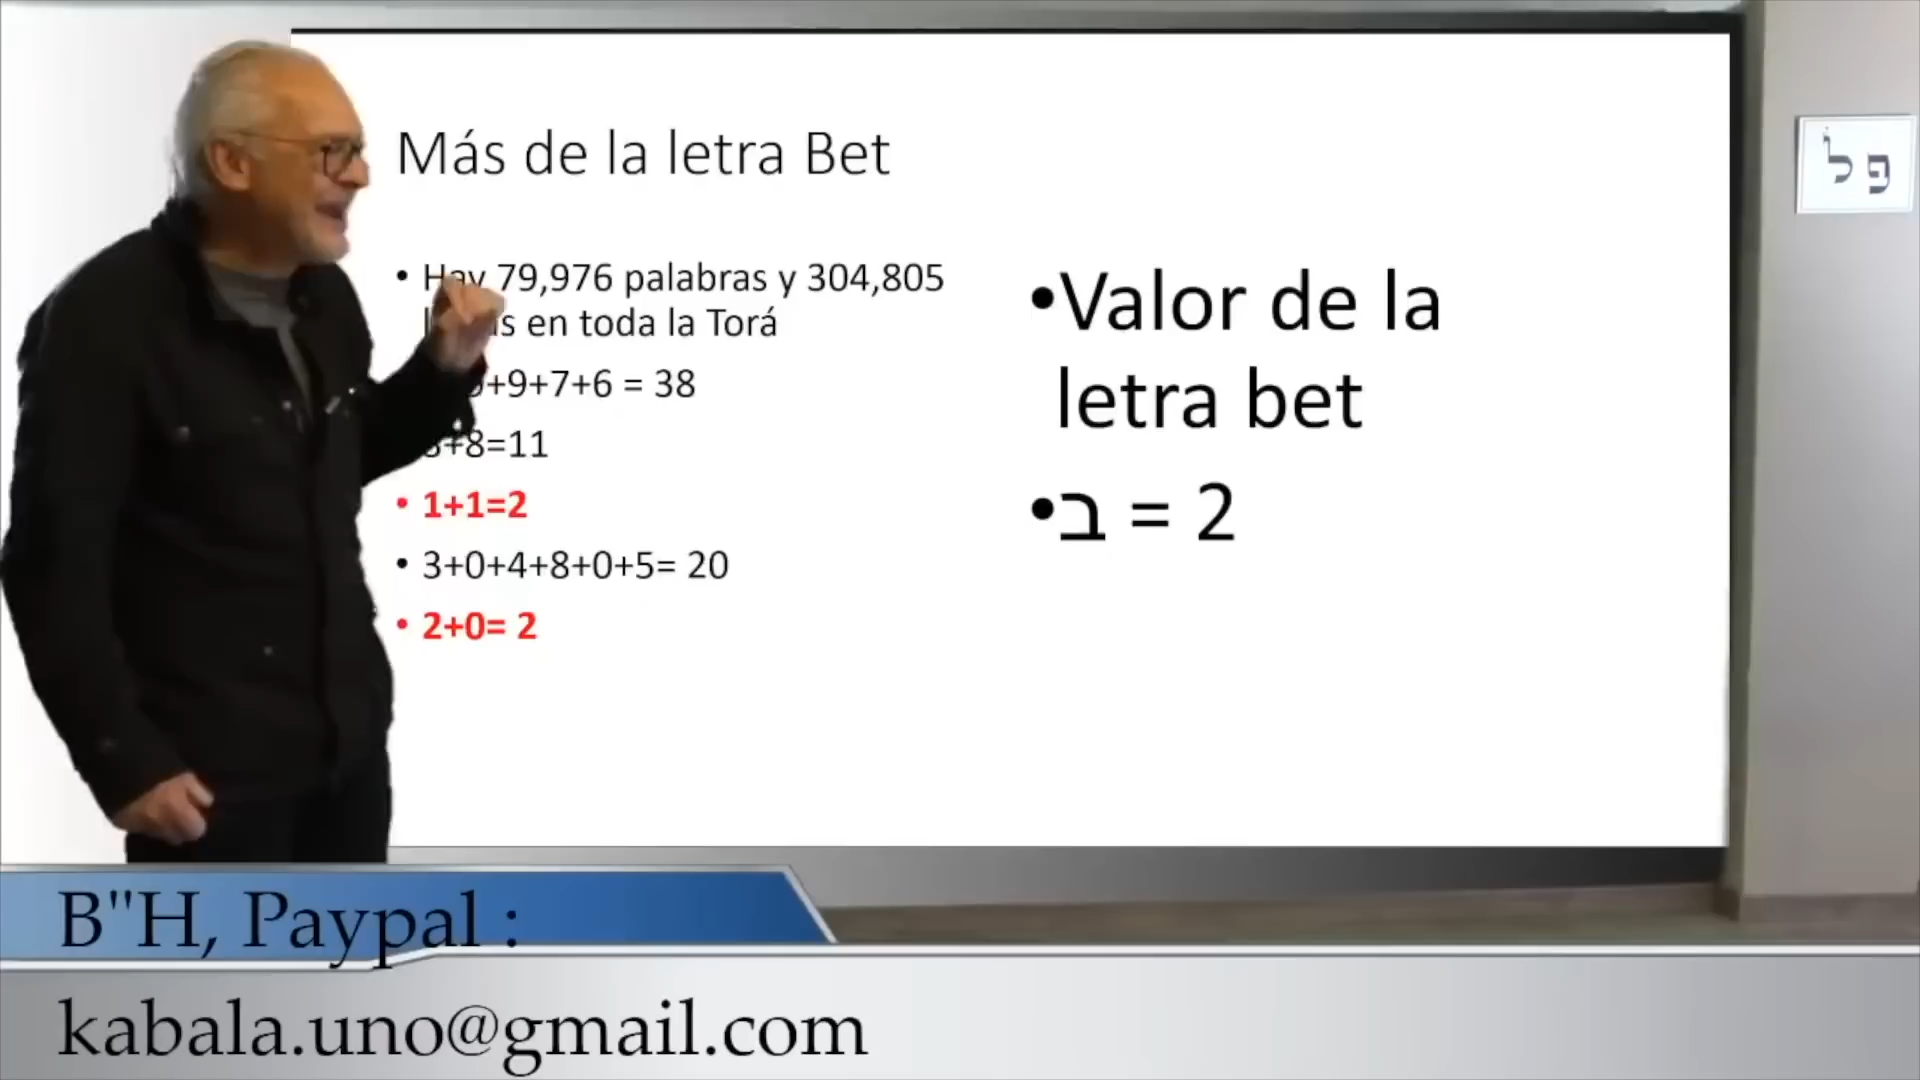 Más de la letra Bet
• Hay 79,976 palabras y 304,805
en toda la Torá
+9+7+6 = 38
3+8=11
• 1+1=2
• 3+0+4+8+0+5= 20
• 2+0= 2
•Valor de la
letra bet
•ב = 2
פ ל
B"H, Paypal :
kabala.uno@gmail.com